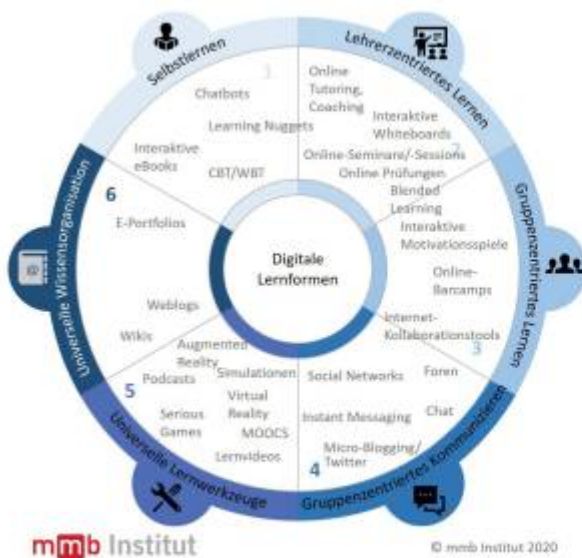 Selbstlernen
1
Chatbots
Learning Nuggets
Interaktive
eBooks
CBT/WBT
Lehrerzentriertes Lernen
Online
Tutoring,
Coaching
Interaktive
Whiteboards
Online-Seminare/-Sessions
2
Online Prüfungen
Blended
Learning
Gruppenzentriertes Lernen
Interaktive
Motivationsspiele
Online-
Barcamps
Internet-
Kollaborationstools
3
Gruppenzentriertes Kommunizieren
Social Networks
Foren
Instant Messaging
Chat
Micro-Blogging/
Twitter
4
Universelle Lernwerkzeuge
5
Augmented
Reality
Podcasts
Simulationen
Virtual
Reality
Serious
Games
MOOCS
Lernvideos
Universelle Wissensorganisation
6
E-Portfolios
Weblogs
Wikis
Digitale
Lernformen
@
mmb Institut
© mmb Institut 2020